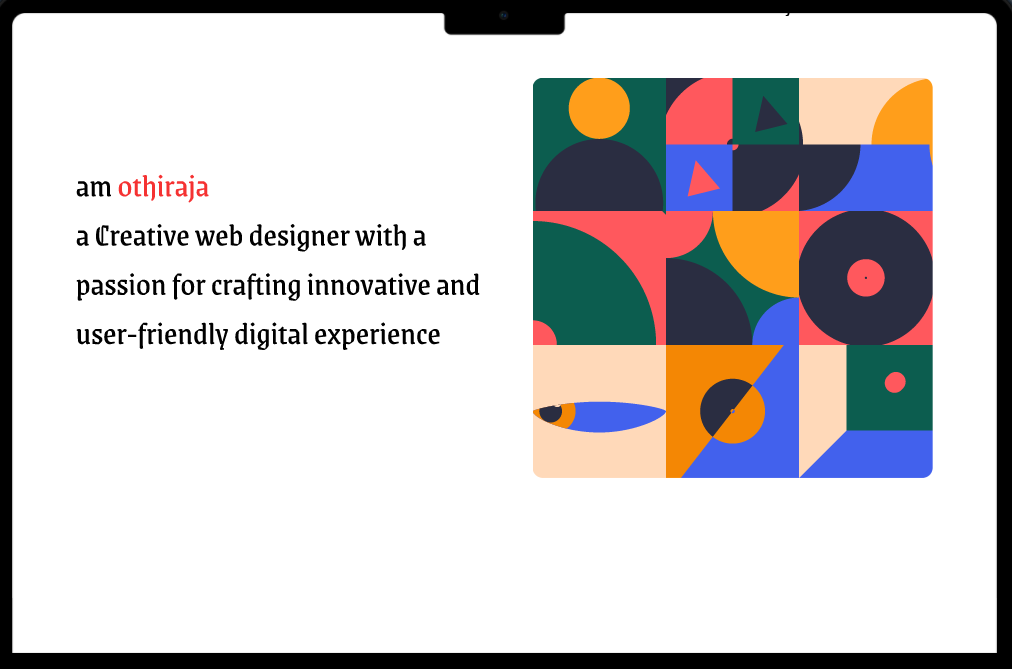 am othiraja
a Creative web designer with a
passion for crafting innovative and
user-friendly digital experience